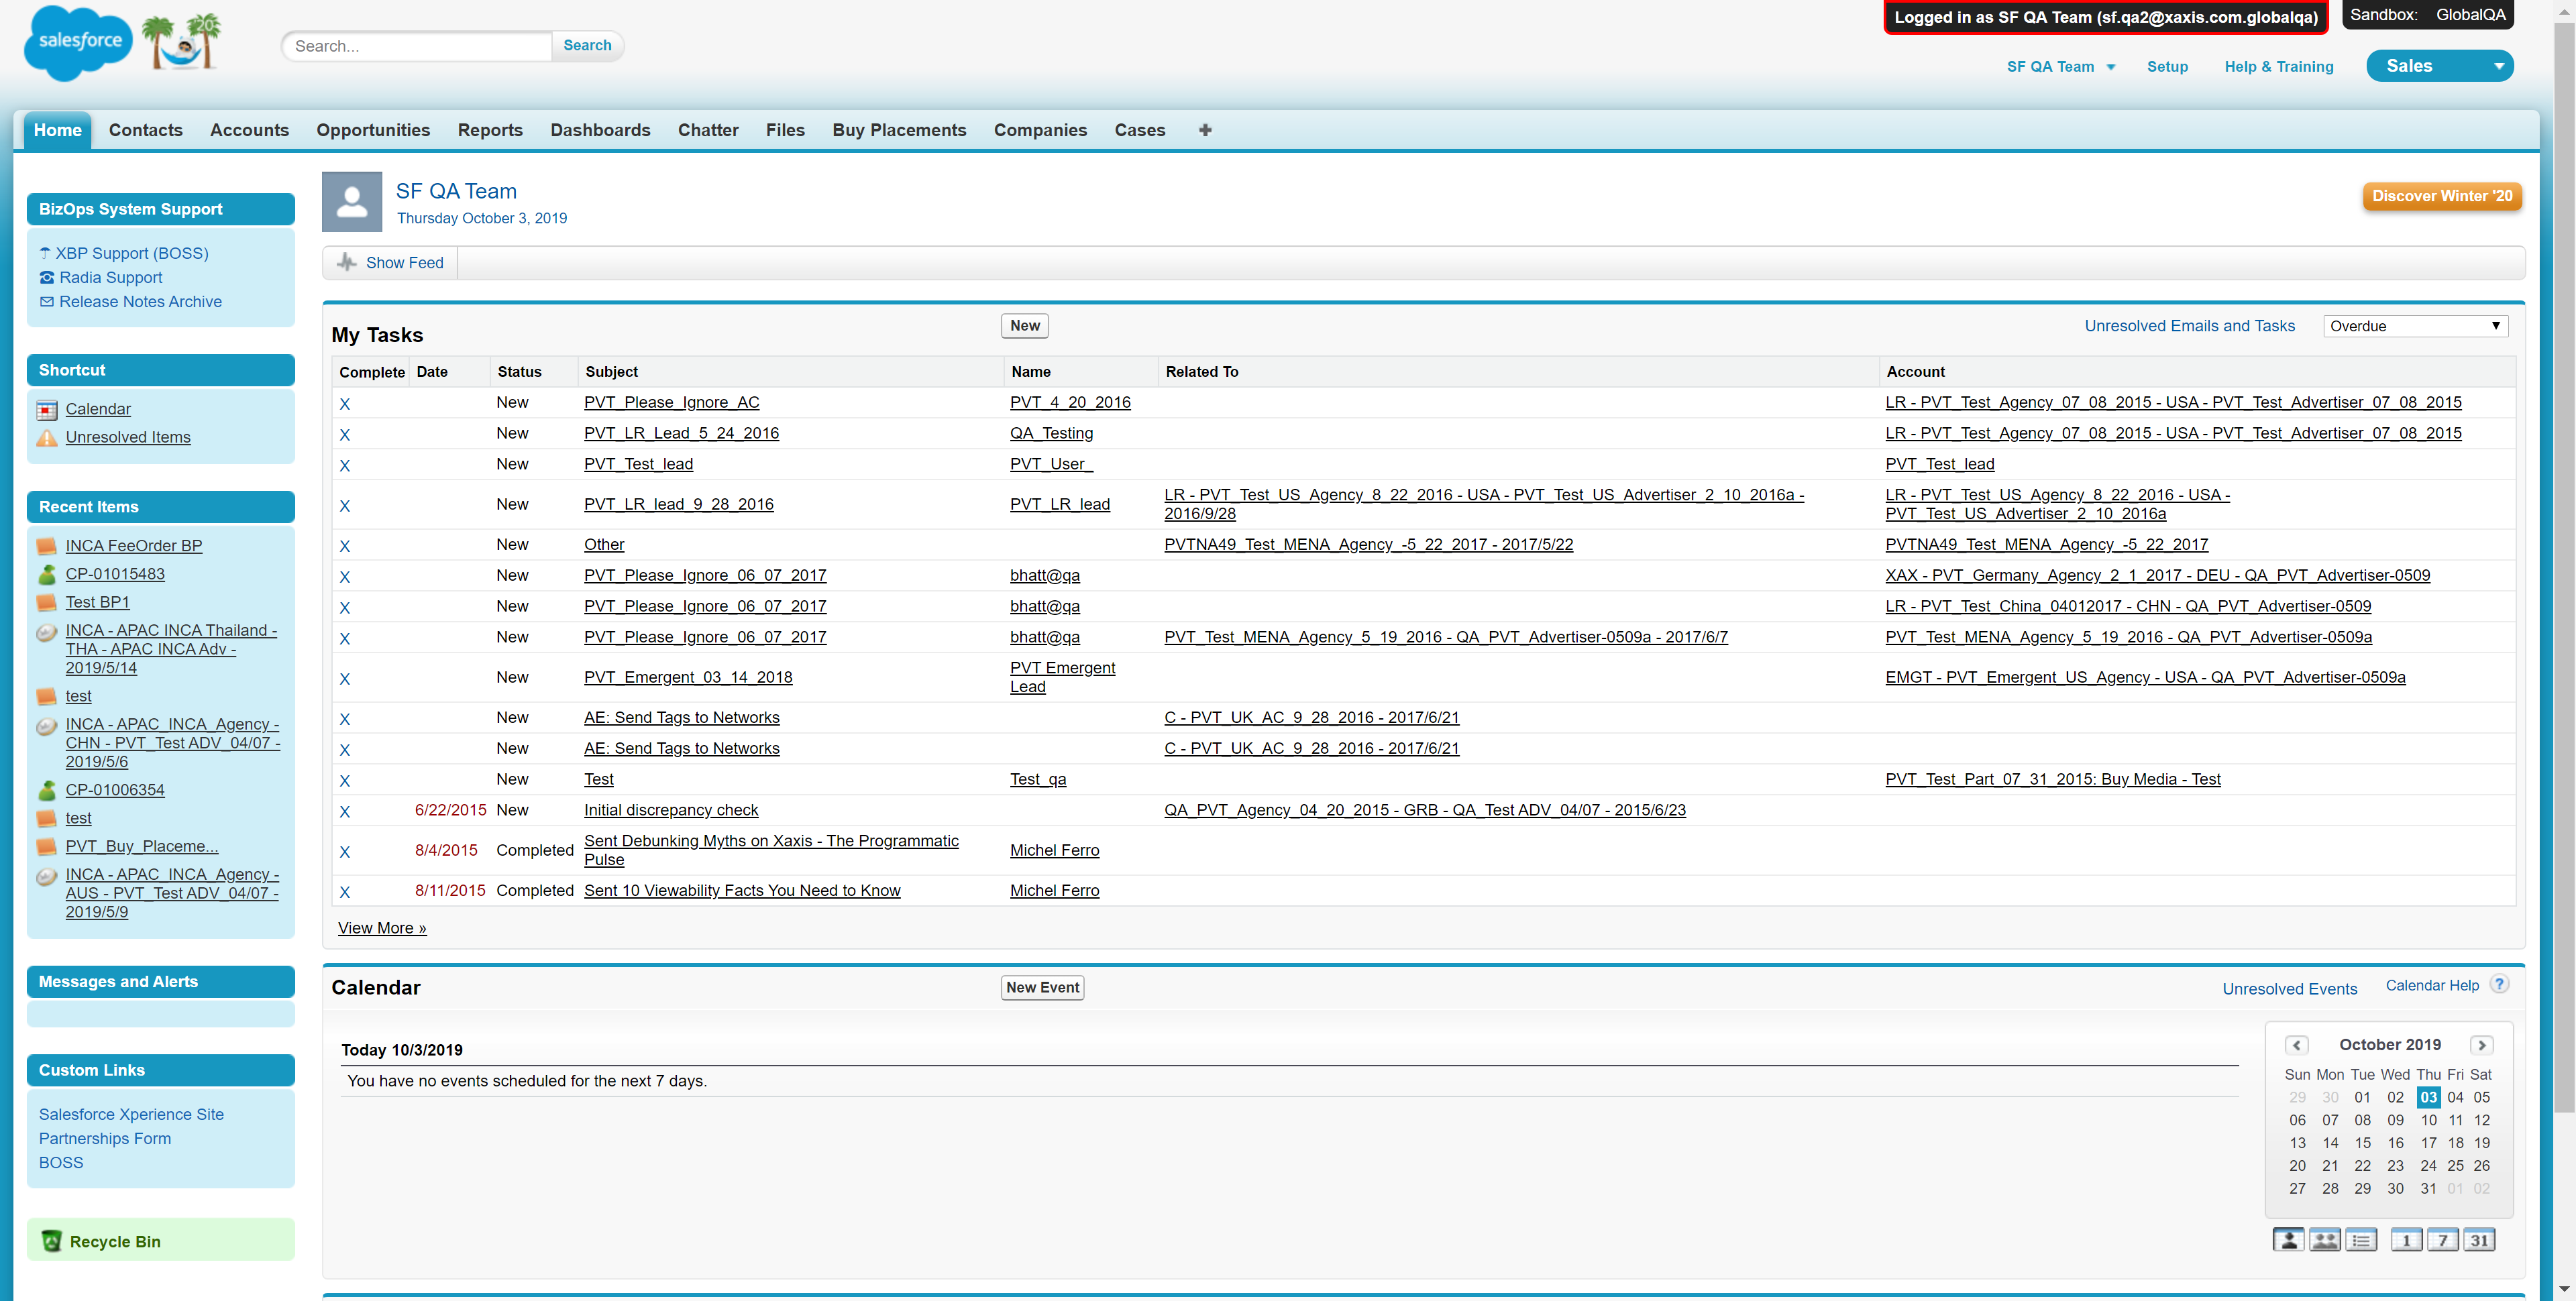 Logged in as SF QA Team (sf.qa2@xaxis.com.globalqa)
Sandbox: GlobalQA
salesforce
20
Search...
Search
SF QA Team
Setup
Help & Training
Sales
Home
Contacts
Accounts
Opportunities
Reports
Dashboards
Chatter
Files
Buy Placements
Companies
Cases
+
BizOps System Support
XBP Support (BOSS)
Radia Support
Release Notes Archive
Shortcut
Calendar
Unresolved Items
Recent Items
INCA FeeOrder BP
CP-01015483
Test BP1
INCA - APAC INCA Thailand -
THA - APAC INCA Adv -
2019/5/14
test
INCA - APAC_INCA_Agency -
CHN - PVT_Test ADV_04/07 -
2019/5/6
CP-01006354
test
PVT_Buy_Placeme...
INCA - APAC_INCA_Agency -
AUS - PVT_Test ADV_04/07 -
2019/5/9
Messages and Alerts
Custom Links
Salesforce Xperience Site
Partnerships Form
BOSS
Recycle Bin
SF QA Team
Thursday October 3, 2019
Discover Winter '20
Show Feed
My Tasks
New
Unresolved Emails and Tasks
Overdue
Complete Date Status Subject Name Related To Account
X New PVT_Please_Ignore_AC PVT_4_20_2016 LR - PVT_Test_Agency_07_08_2015 - USA - PVT_Test_Advertiser_07_08_2015
X New PVT_LR_Lead_5_24_2016 QA_Testing LR - PVT_Test_Agency_07_08_2015 - USA - PVT_Test_Advertiser_07_08_2015
X New PVT_Test_lead PVT_User_ PVT_Test_lead
X New PVT_LR_lead_9_28_2016 PVT_LR_lead LR - PVT_Test_US_Agency_8_22_2016 - USA - PVT_Test_US_Advertiser_2_10_2016a - LR - PVT_Test_US_Agency_8_22_2016 - USA -
2016/9/28 PVT_Test_US_Advertiser_2_10_2016a
X New Other PVTNA49_Test_MENA_Agency_-5_22_2017 - 2017/5/22 PVTNA49_Test_MENA_Agency_-5_22_2017
X New PVT_Please_Ignore_06_07_2017 bhatt@qa XAX - PVT_Germany_Agency_2_1_2017 - DEU - QA_PVT_Advertiser-0509
X New PVT_Please_Ignore_06_07_2017 bhatt@qa LR - PVT_Test_China_04012017 - CHN - QA_PVT_Advertiser-0509
X New PVT_Please_Ignore_06_07_2017 bhatt@qa PVT_Test_MENA_Agency_5_19_2016 - QA_PVT_Advertiser-0509a - 2017/6/7 PVT_Test_MENA_Agency_5_19_2016 - QA_PVT_Advertiser-0509a
X New PVT_Emergent_03_14_2018 PVT Emergent EMGT - PVT_Emergent_US_Agency - USA - QA_PVT_Advertiser-0509a
Lead
X New AE: Send Tags to Networks C - PVT_UK_AC_9_28_2016 - 2017/6/21
X New AE: Send Tags to Networks C - PVT_UK_AC_9_28_2016 - 2017/6/21
X New Test Test_qa PVT_Test_Part_07_31_2015: Buy Media - Test
X 6/22/2015 New Initial discrepancy check QA_PVT_Agency_04_20_2015 - GRB - QA_Test ADV_04/07 - 2015/6/23
X 8/4/2015 Completed Sent Debunking Myths on Xaxis - The Programmatic Michel Ferro
Pulse
X 8/11/2015 Completed Sent 10 Viewability Facts You Need to Know Michel Ferro
View More »
Calendar
New Event
Unresolved Events
Calendar Help ?
Today 10/3/2019
You have no events scheduled for the next 7 days.
October 2019
Sun Mon Tue Wed Thu Fri Sat
29 30 01 02 03 04 05
06 07 08 09 10 11 12
13 14 15 16 17 18 19
20 21 22 23 24 25 26
27 28 29 30 31 01 02
1 7 31